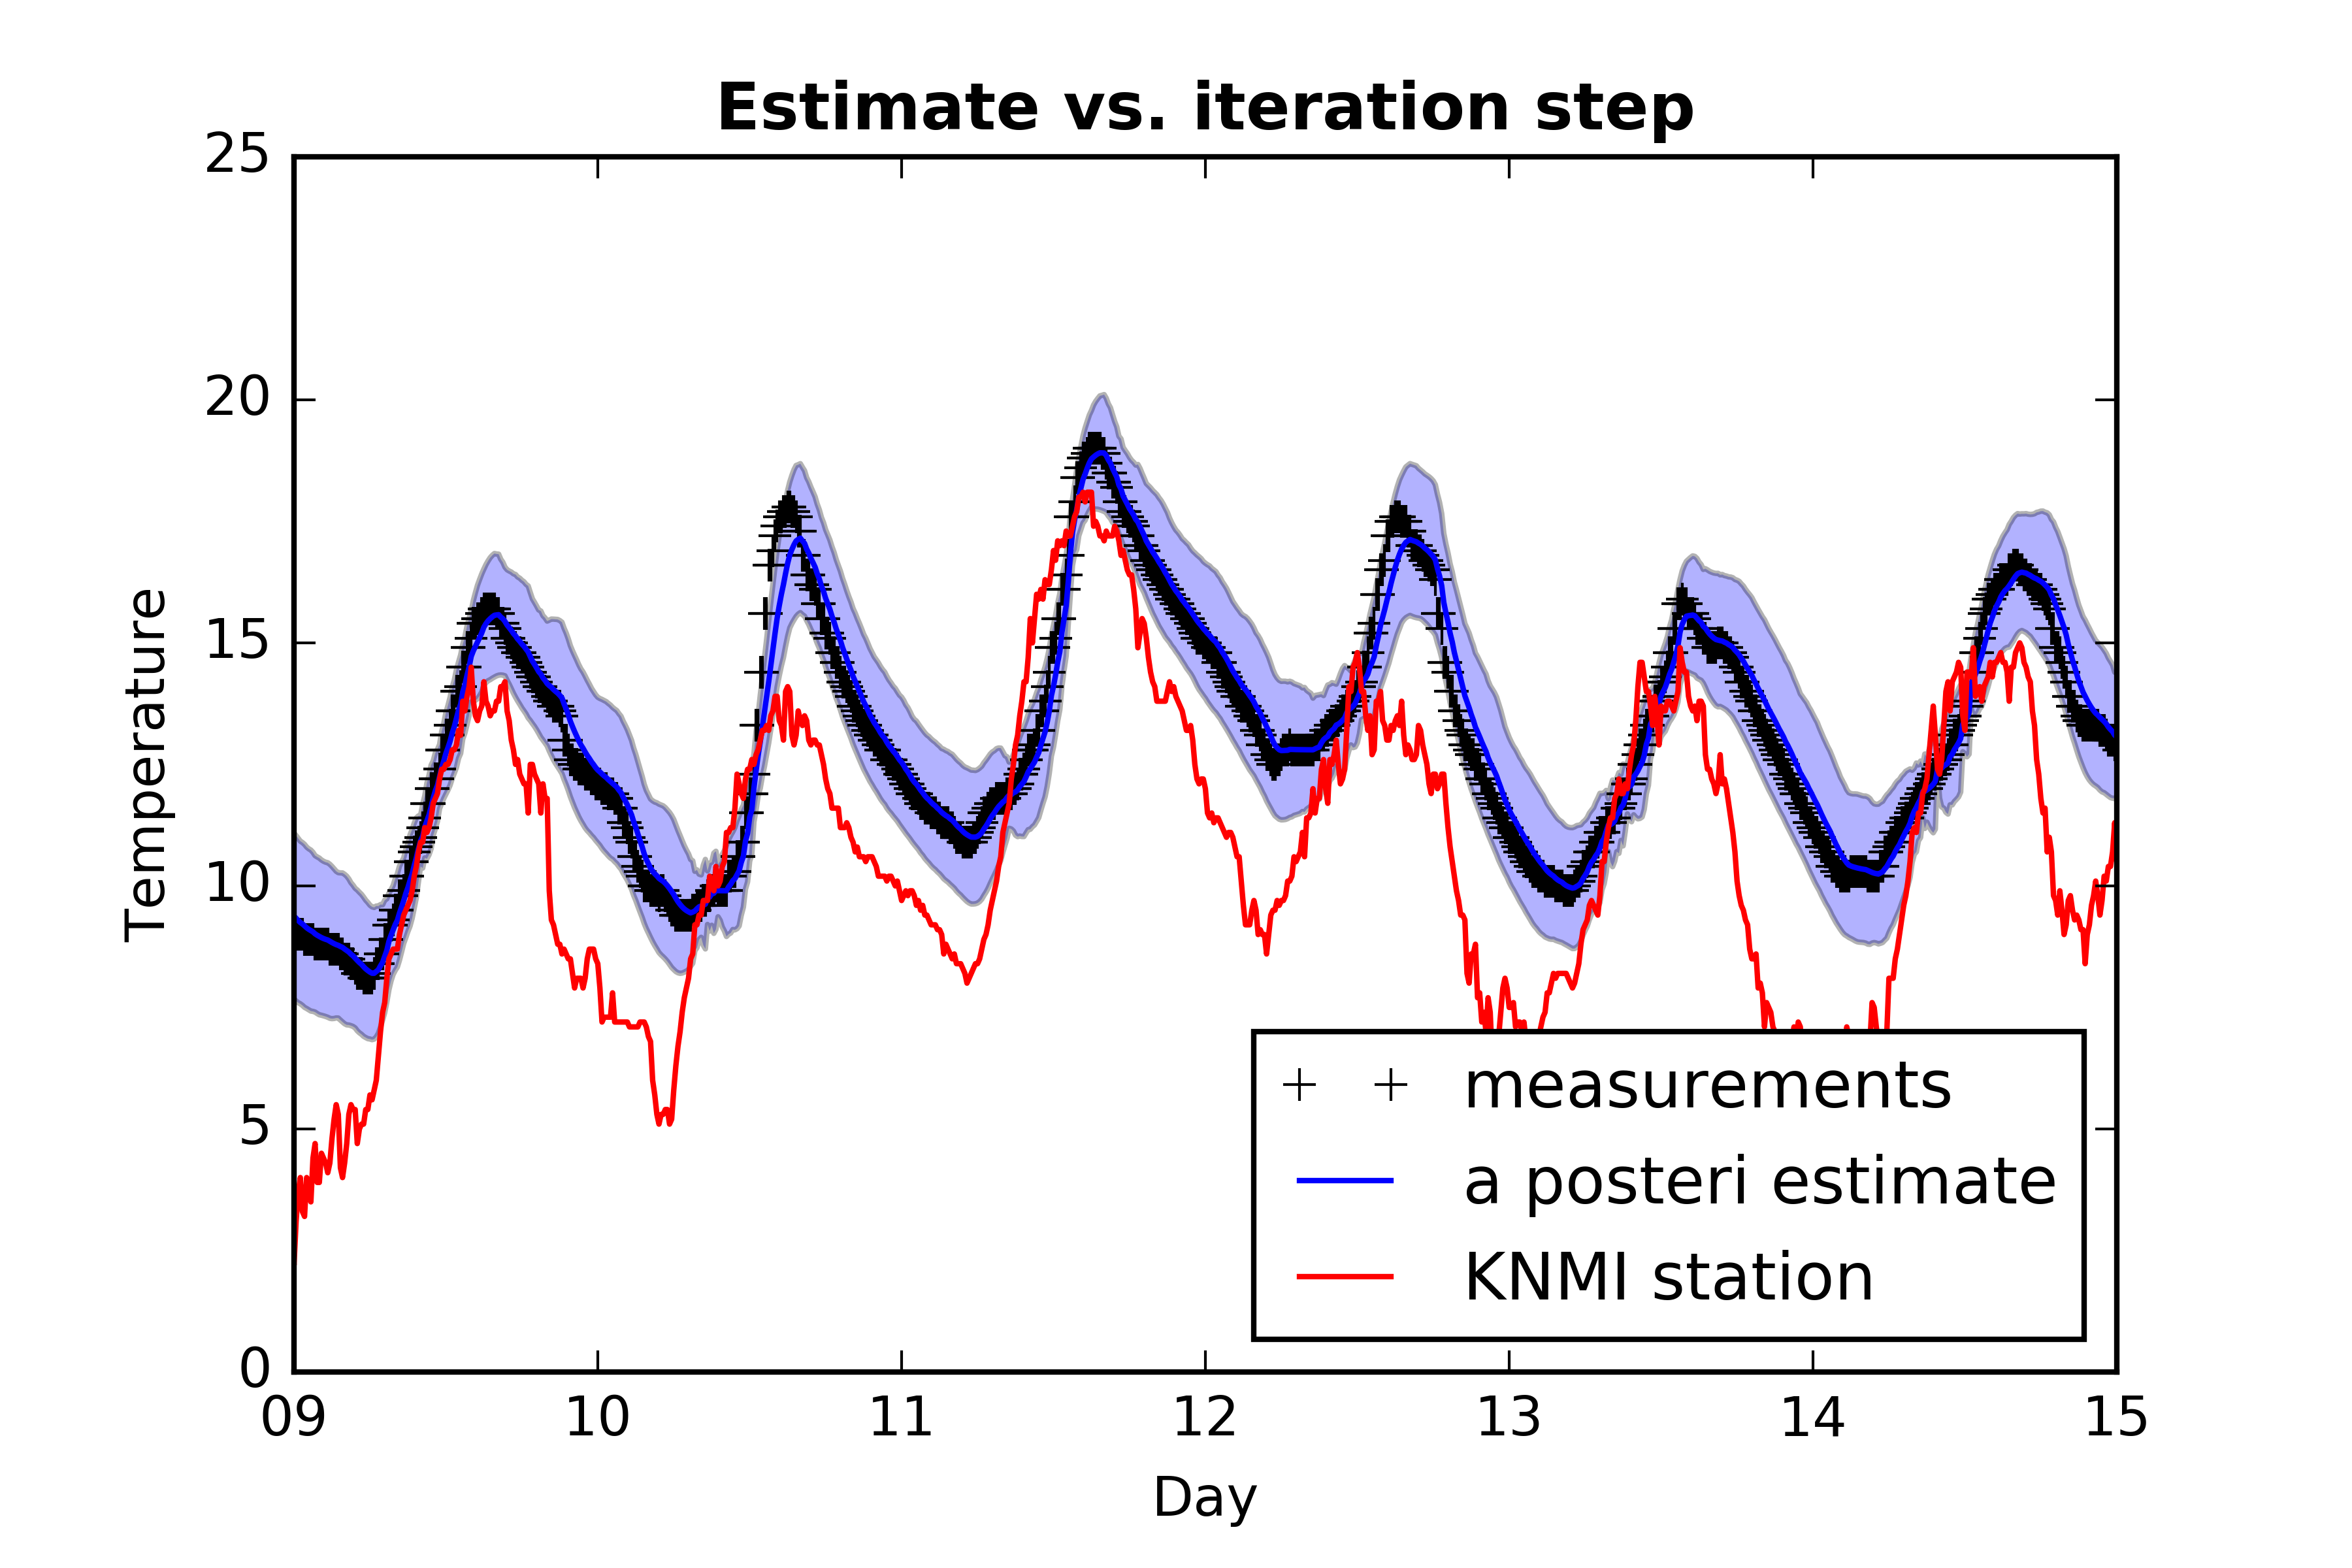 Estimate vs. iteration step
25
20
15
10
5
0
Temperature
09 10 11 12 13 14 15
Day
measurements
a posteri estimate
KNMI station